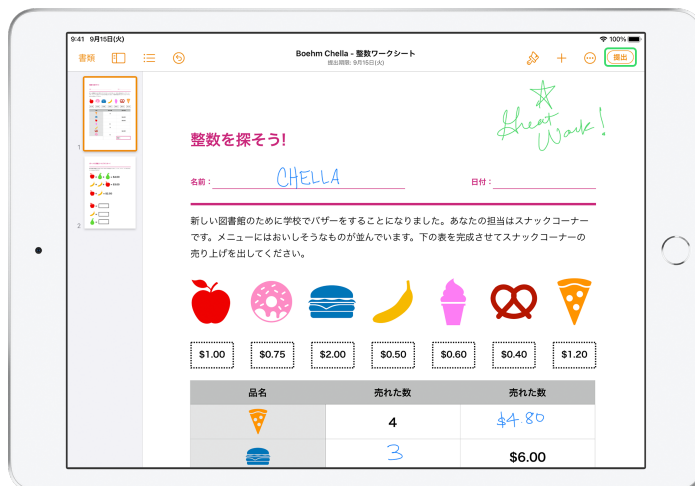 9:41 9月15日(火)
100%
書類
Boehm Chella - 整数ワークシート
提出期限: 9月15日(火)
提出
Great
Work!
整数を探そう!
名前： CHELLA
日付：
新しい図書館のために学校でバザーをすることになりました。あなたの担当はスナックコーナー
です。メニューにはおいしそうなものが並んでいます。下の表を完成させてスナックコーナーの
売り上げを出してください。
$1.00 $0.75 $2.00 $0.50 $0.60 $0.40 $1.20
品名 売れた数 売れた数
4 $4.80
3 $6.00
1
2